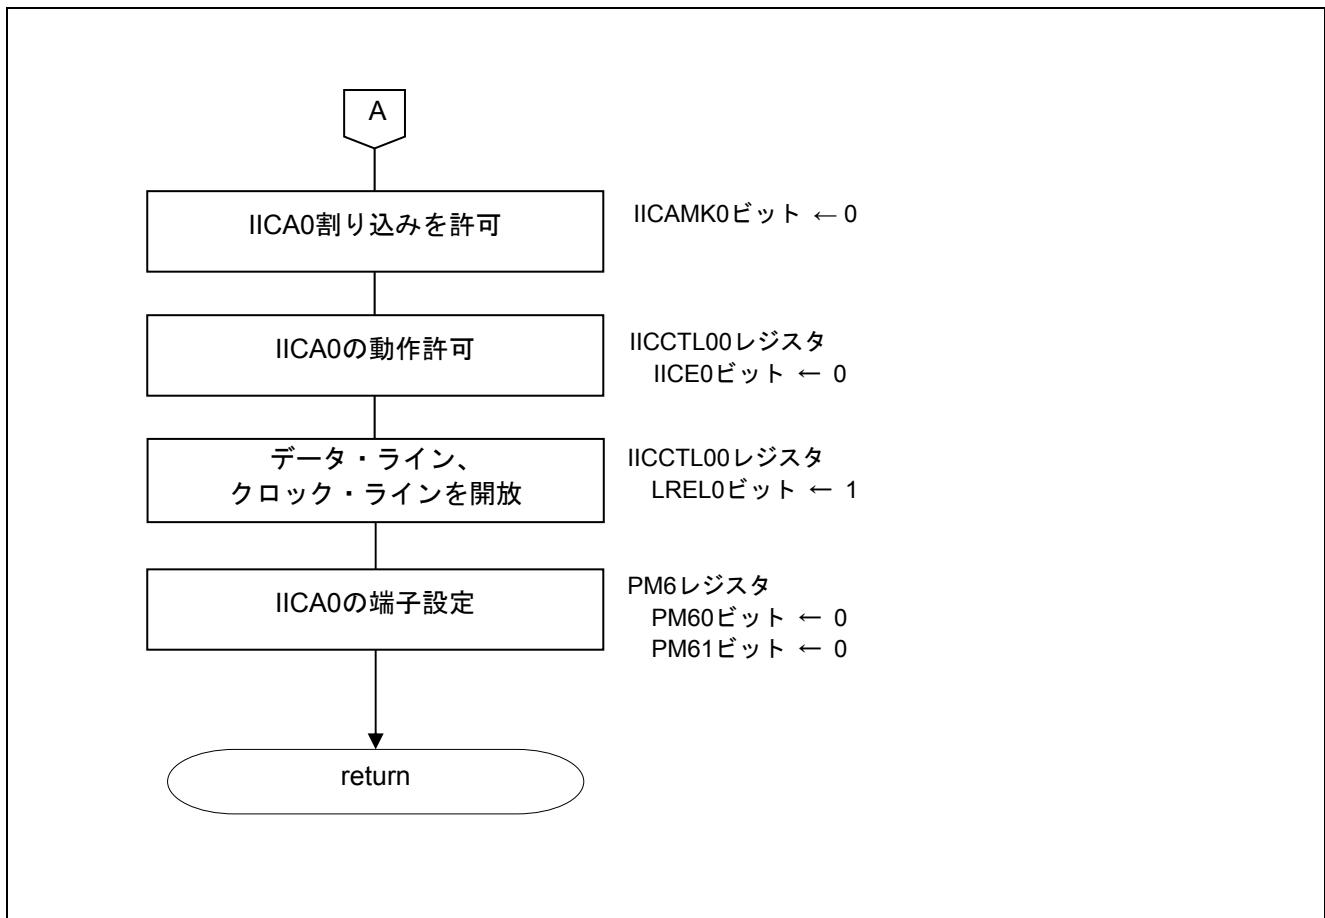 A
IICA0割り込みを許可
IICAMK0ビット ← 0
IICA0の動作許可
IICCTL00レジスタ
IICE0ビット ← 0
データ・ライン、
クロック・ラインを開放
IICCTL00レジスタ
LREL0ビット ← 1
IICA0の端子設定
PM6レジスタ
PM60ビット ← 0
PM61ビット ← 0
return